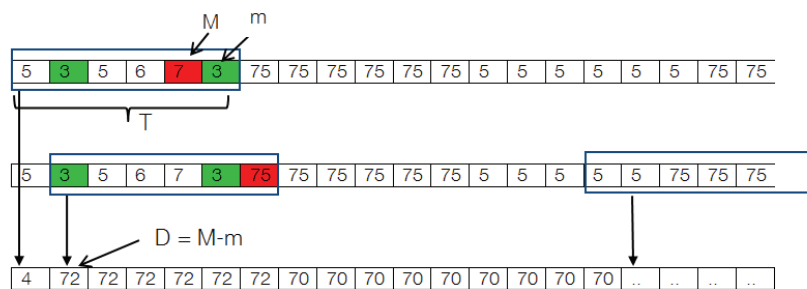 M m
5 3 5 6 7 3 75 75 75 75 75 75 5 5 5 5 5 5 75 75
T
5 3 5 6 7 3 75 75 75 75 75 75 5 5 5 5 5 75 75 75
D = M-m
4 72 72 72 72 72 72 70 70 70 70 70 70 70 70 70 .. .. .. ..